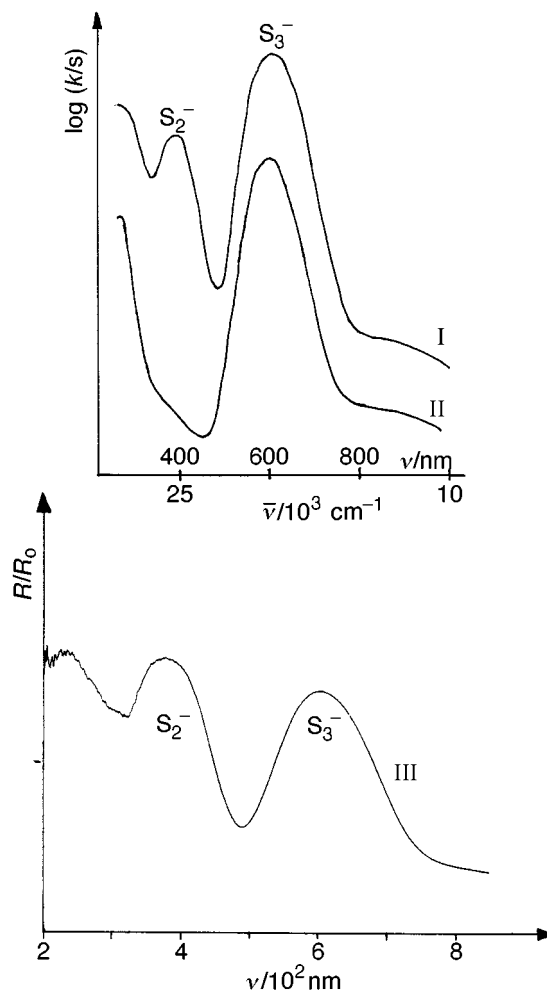 log (k/s)
S₂⁻
S₃⁻
I
II
400 600 800 ν/nm
25 10
ν̅/10³ cm⁻¹
R/Rₒ
S₂⁻
S₃⁻
III
2 4 6 8
ν/10² nm